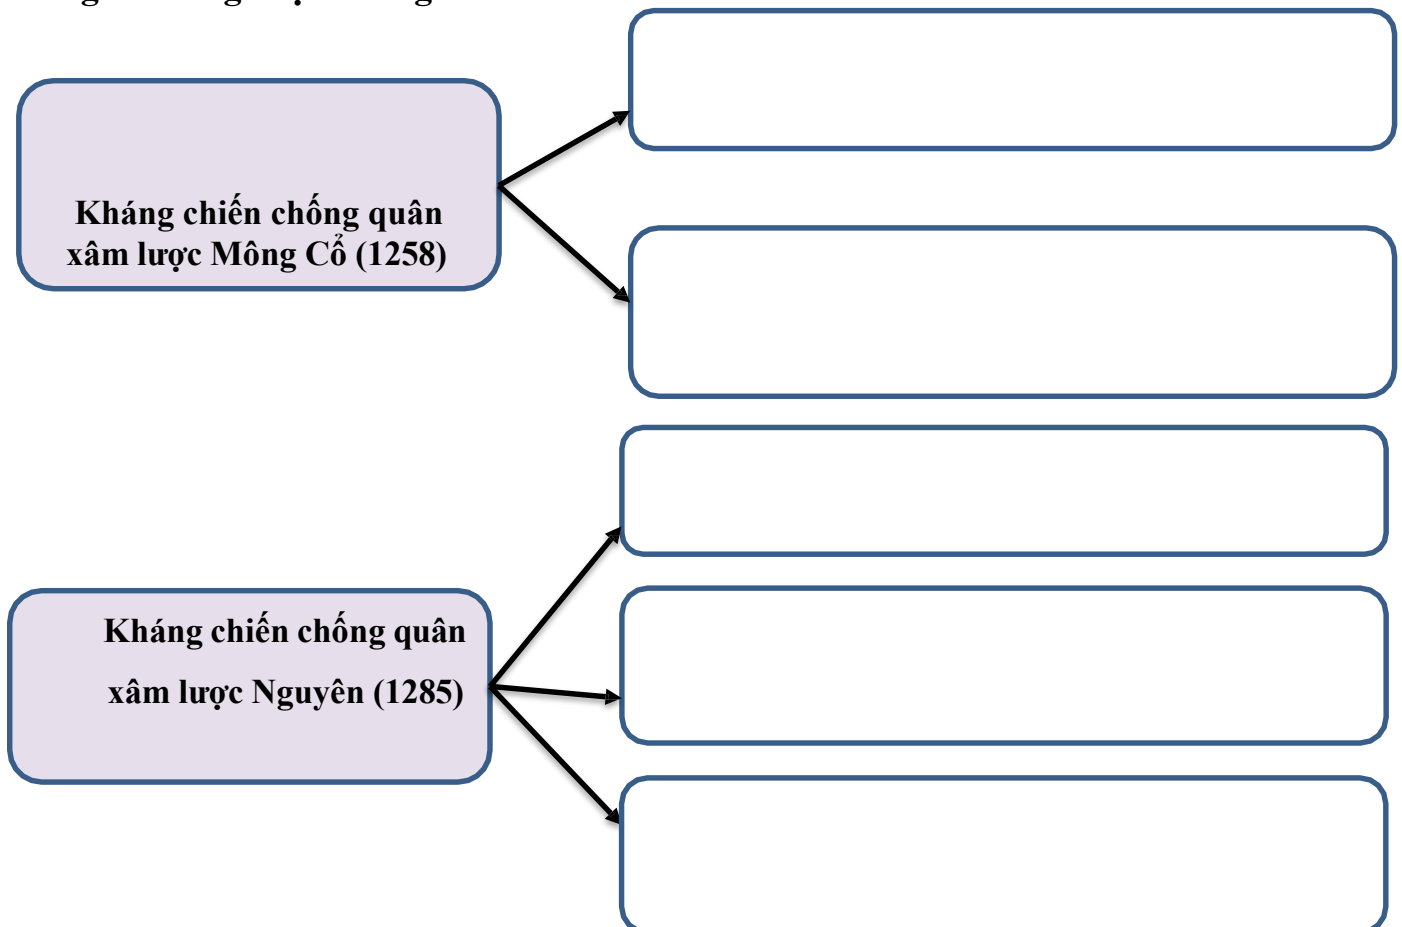 Kháng chiến chống quân
xâm lược Mông Cổ (1258)
Kháng chiến chống quân
xâm lược Nguyên (1285)